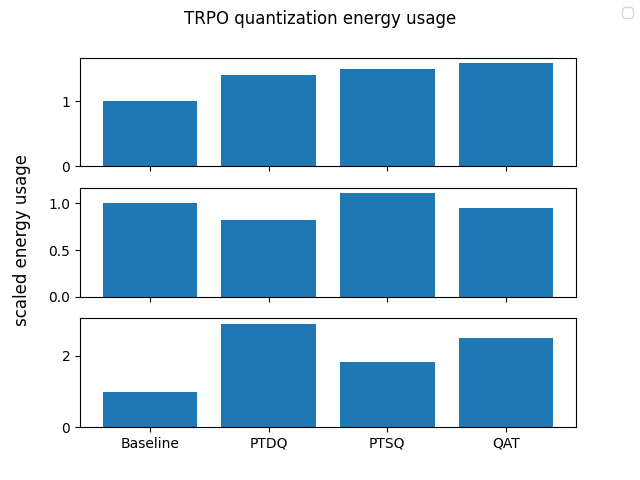 TRPO quantization energy usage
scaled energy usage
1
0
1.0
0.5
0.0
2
0
Baseline PTDQ PTSQ QAT